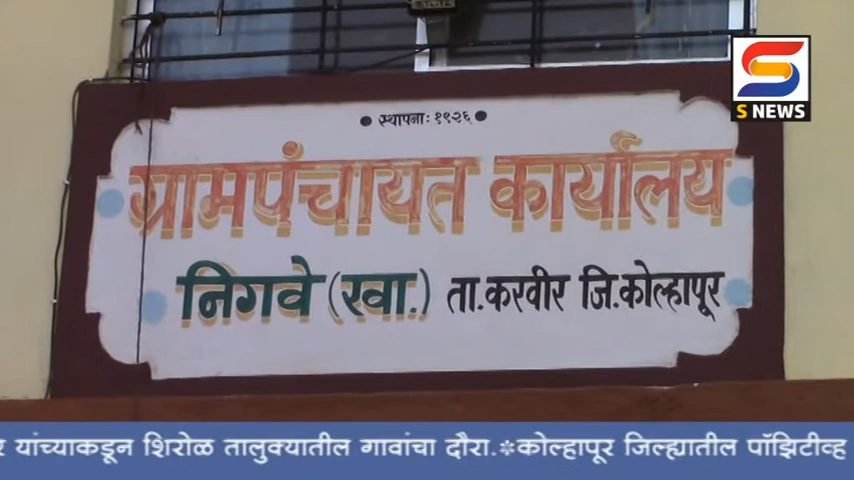 S NEWS
● स्थापना: १९२६ ●
ग्रामपंचायत कार्यालय
निगवे (खा.) ता.करवीर जि.कोल्हापूर
र यांच्याकडून शिरोळ तालुक्यातील गावांचा दौरा.*कोल्हापूर जिल्ह्यातील पॉझिटीव्ह